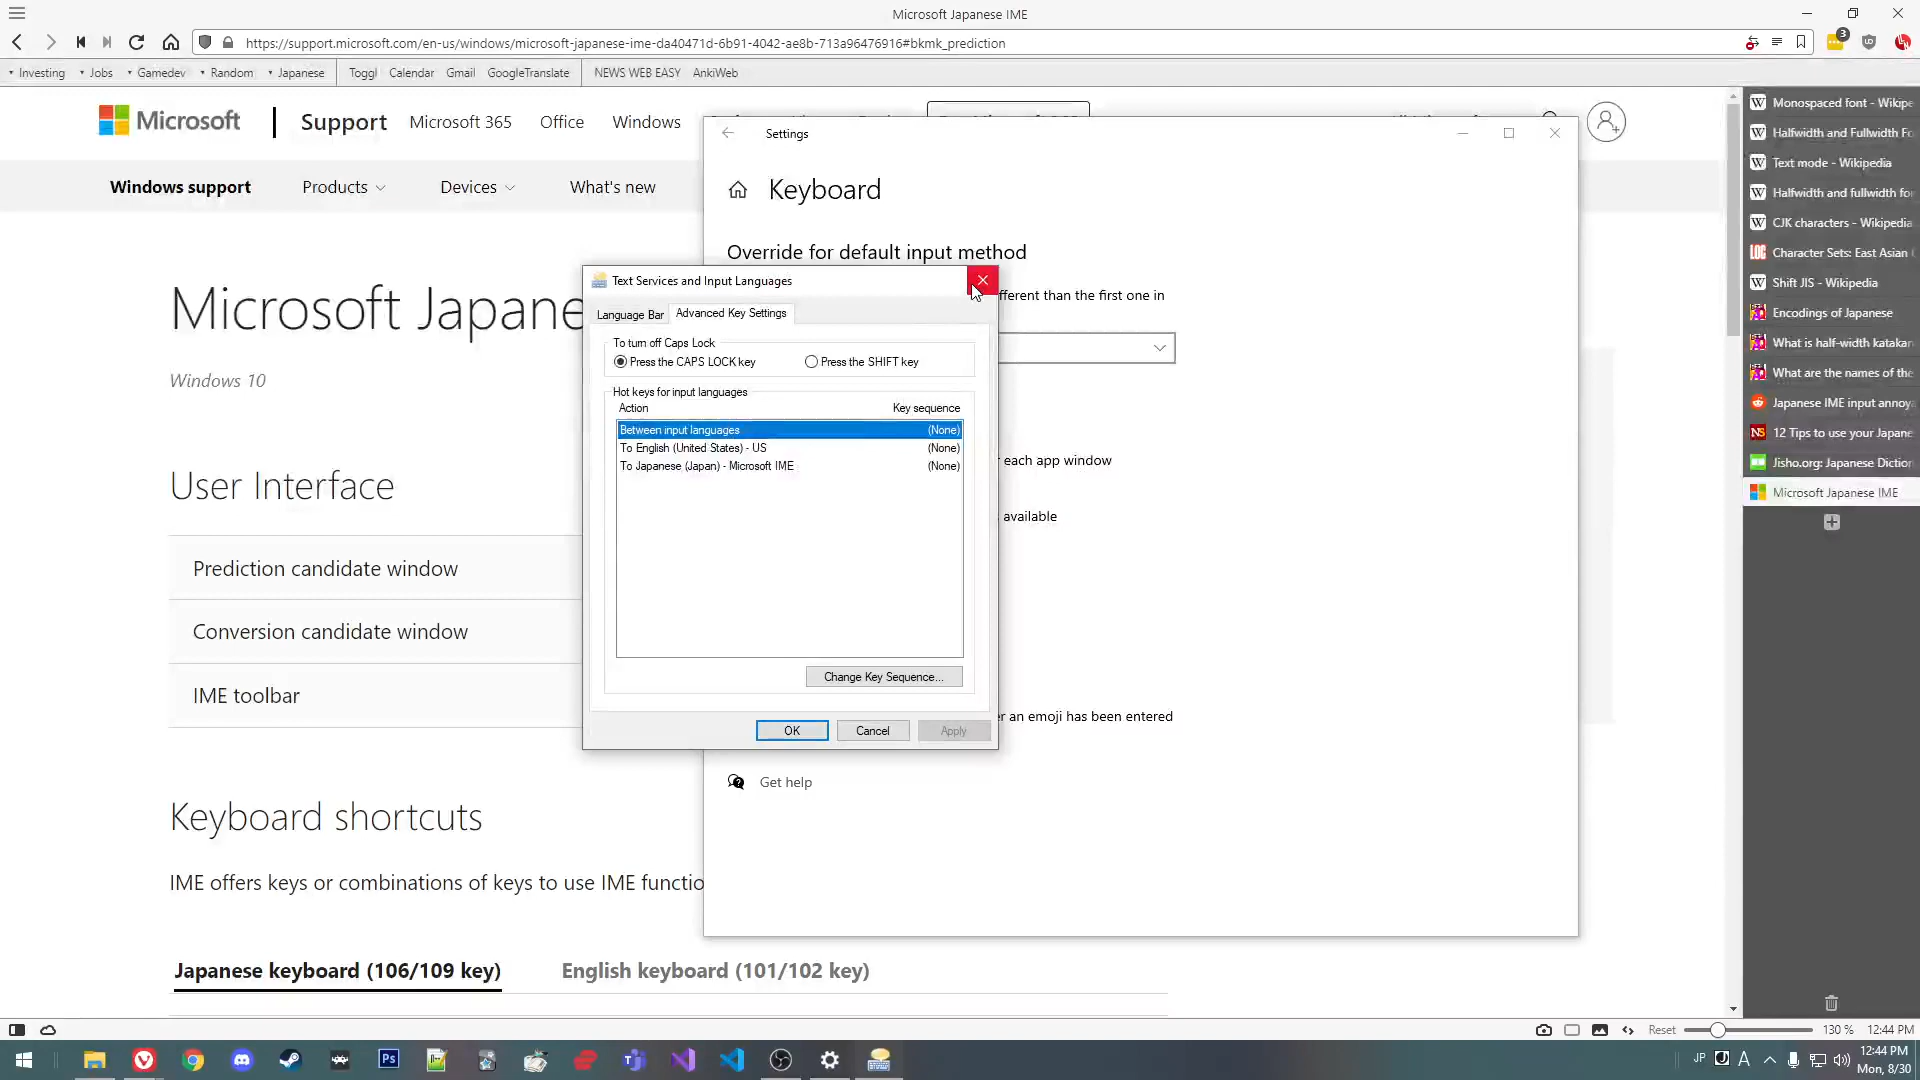 Microsoft Japanese IME
https://support.microsoft.com/en-us/windows/microsoft-japanese-ime-da40471d-6b91-4042-ae8b-713a96476916#bkmk_prediction
3
Investing
Jobs
Gamedev
Random
Japanese
Toggl
Calendar
Gmail
GoogleTranslate
NEWS WEB EASY
AnkiWeb
Microsoft
Support
Microsoft 365
Office
Windows
Windows support
Products
Devices
What's new
Microsoft Japane
Windows 10
User Interface
Prediction candidate window
Conversion candidate window
IME toolbar
Keyboard shortcuts
IME offers keys or combinations of keys to use IME functio
Japanese keyboard (106/109 key)
English keyboard (101/102 key)
Settings
Keyboard
Override for default input method
fferent than the first one in
each app window
available
r an emoji has been entered
Get help
Text Services and Input Languages
Language Bar
Advanced Key Settings
To turn off Caps Lock
Press the CAPS LOCK key
Press the SHIFT key
Hot keys for input languages
Action
Key sequence
Between input languages
(None)
To English (United States) - US
(None)
To Japanese (Japan) - Microsoft IME
(None)
Change Key Sequence...
OK
Cancel
Apply
Monospaced font - Wikipe
Halfwidth and Fullwidth Fo
Text mode - Wikipedia
Halfwidth and fullwidth fo
CJK characters - Wikipedia
LOC
Character Sets: East Asian
Shift JIS - Wikipedia
Encodings of Japanese
What is half-width katakan
What are the names of the
Japanese IME input annoy
NS
12 Tips to use your Japane
Jisho.org: Japanese Diction
Microsoft Japanese IME
Reset
130 %
12:44 PM
Ps
JP
A
12:44 PM
Mon, 8/30